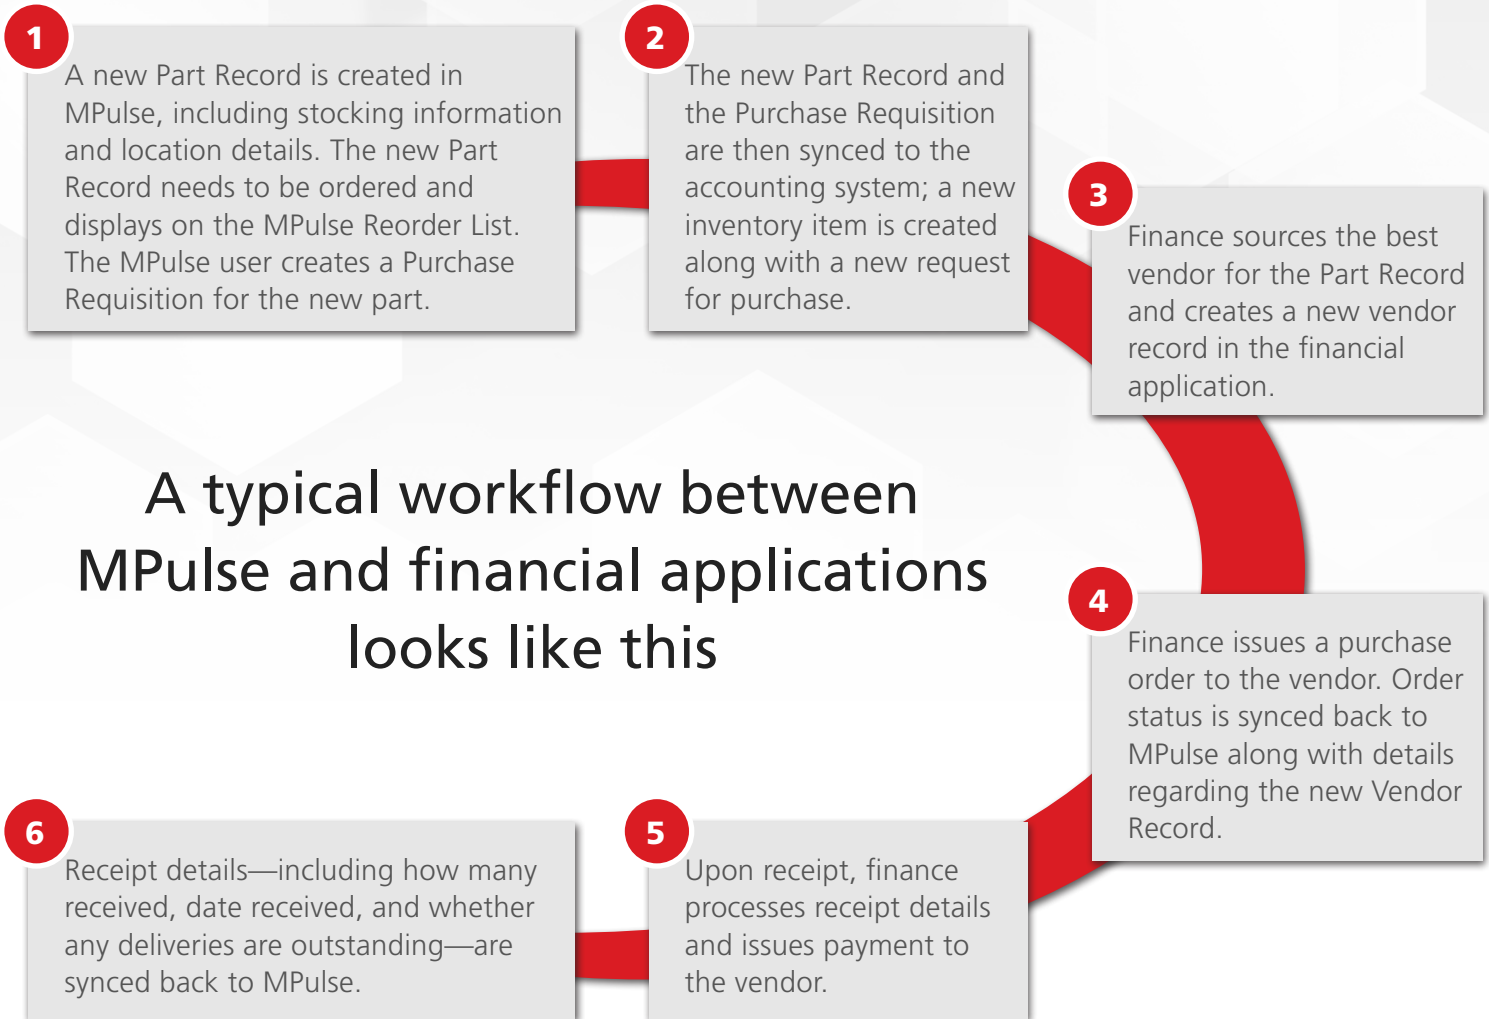 1
A new Part Record is created in
MPulse, including stocking information
and location details. The new Part
Record needs to be ordered and
displays on the MPulse Reorder List.
The MPulse user creates a Purchase
Requisition for the new part.
2
The new Part Record and
the Purchase Requisition
are then synced to the
accounting system; a new
inventory item is created
along with a new request
for purchase.
3
Finance sources the best
vendor for the Part Record
and creates a new vendor
record in the financial
application.
A typical workflow between
MPulse and financial applications
looks like this
4
Finance issues a purchase
order to the vendor. Order
status is synced back to
MPulse along with details
regarding the new Vendor
Record.
5
Upon receipt, finance
processes receipt details
and issues payment to
the vendor.
6
Receipt details—including how many
received, date received, and whether
any deliveries are outstanding—are
synced back to MPulse.